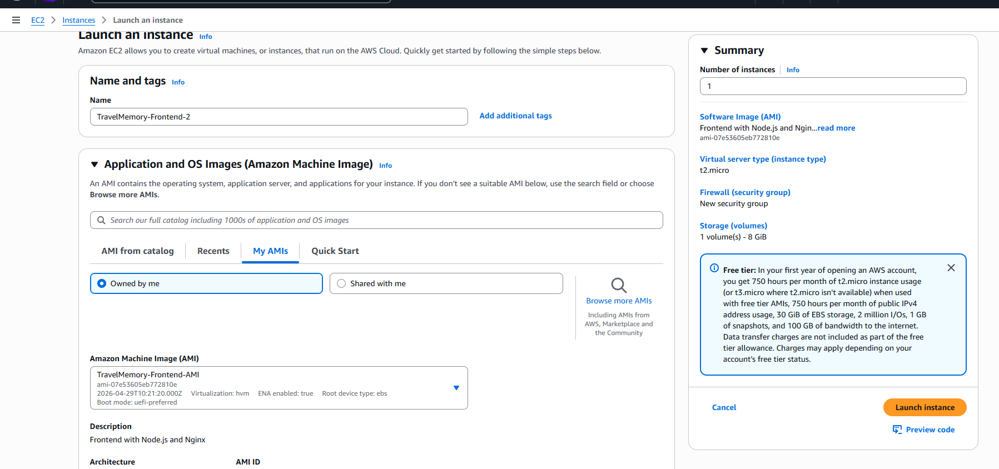 EC2 > Instances > Launch an instance
Launch an instance Info
Amazon EC2 allows you to create virtual machines, or instances, that run on the AWS Cloud. Quickly get started by following the simple steps below.
Name and tags Info
Name
TravelMemory-Frontend-2
Add additional tags
Application and OS Images (Amazon Machine Image) Info
An AMI contains the operating system, application server, and applications for your instance. If you don't see a suitable AMI below, use the search field or choose
Browse more AMIs.
Search our full catalog including 1000s of application and OS images
AMI from catalog
Recents
My AMIs
Quick Start
Owned by me
Shared with me
Browse more AMIs
Including AMIs from
AWS, Marketplace and
the Community
Amazon Machine Image (AMI)
TravelMemory-Frontend-AMI
ami-07e53605eb772810e
2026-04-29T10:21:20.000Z Virtualization: hvm ENA enabled: true Root device type: ebs
Boot mode: uefi-preferred
Description
Frontend with Node.js and Nginx
Architecture
AMI ID
Summary
Number of instances Info
1
Software Image (AMI)
Frontend with Node.js and Ngin...read more
ami-07e53605eb772810e
Virtual server type (instance type)
t2.micro
Firewall (security group)
New security group
Storage (volumes)
1 volume(s) - 8 GiB
Free tier: In your first year of opening an AWS account,
you get 750 hours per month of t2.micro instance usage
(or t3.micro where t2.micro isn't available) when used
with free tier AMIs, 750 hours per month of public IPv4
address usage, 30 GiB of EBS storage, 2 million I/Os, 1 GB
of snapshots, and 100 GB of bandwidth to the internet.
Data transfer charges are not included as part of the free
tier allowance. Charges may apply depending on your
account's free tier status.
Cancel
Launch instance
Preview code